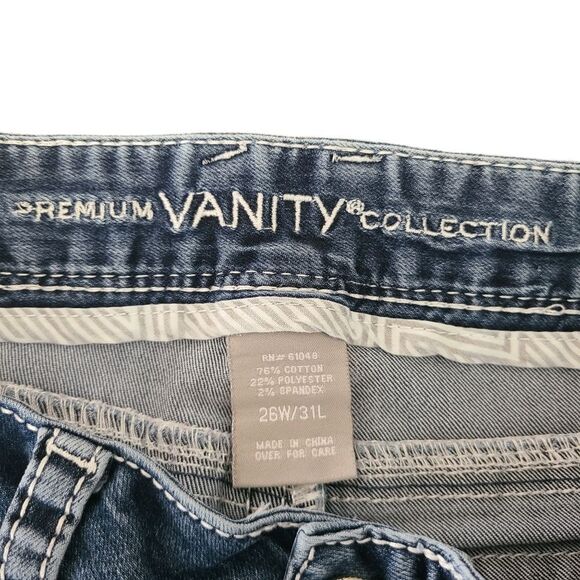 PREMIUM VANITY® COLLECTION
RN# 61048
76% COTTON
22% POLYESTER
2% SPANDEX
26W/31L
MADE IN CHINA
OVER FOR CARE